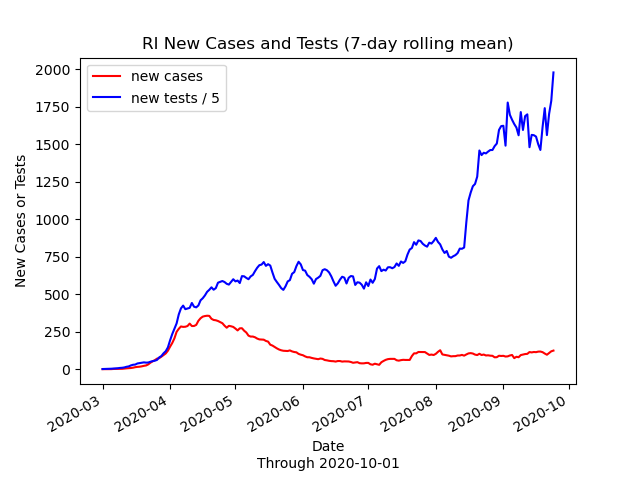 RI New Cases and Tests (7-day rolling mean)
new cases
new tests / 5
2000
1750
1500
1250
1000
750
500
250
0
New Cases or Tests
2020-03
2020-04
2020-05
2020-06
2020-07
2020-08
2020-09
2020-10
Date
Through 2020-10-01